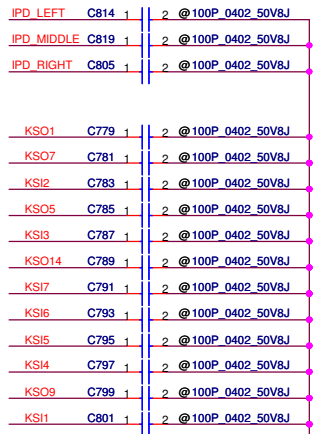 IPD_LEFT C814 1 2 @100P_0402_50V8J
IPD_MIDDLE C819 1 2 @100P_0402_50V8J
IPD_RIGHT C805 1 2 @100P_0402_50V8J
KSO1 C779 1 2 @100P_0402_50V8J
KSO7 C781 1 2 @100P_0402_50V8J
KSI2 C783 1 2 @100P_0402_50V8J
KSO5 C785 1 2 @100P_0402_50V8J
KSI3 C787 1 2 @100P_0402_50V8J
KSO14 C789 1 2 @100P_0402_50V8J
KSI7 C791 1 2 @100P_0402_50V8J
KSI6 C793 1 2 @100P_0402_50V8J
KSI5 C795 1 2 @100P_0402_50V8J
KSI4 C797 1 2 @100P_0402_50V8J
KSO9 C799 1 2 @100P_0402_50V8J
KSI1 C801 1 2 @100P_0402_50V8J